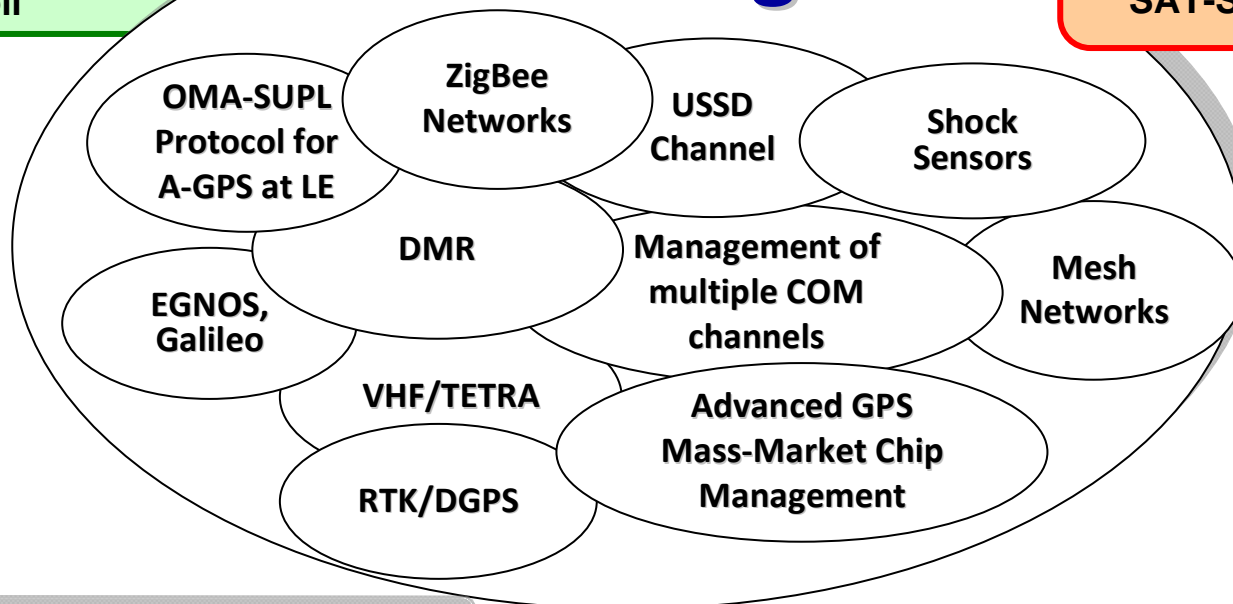 ZigBee
Networks
OMA-SUPL
Protocol for
A-GPS at LE
USSD
Channel
Shock
Sensors
DMR
Management of
multiple COM
channels
Mesh
Networks
EGNOS,
Galileo
VHF/TETRA
Advanced GPS
Mass-Market Chip
Management
RTK/DGPS